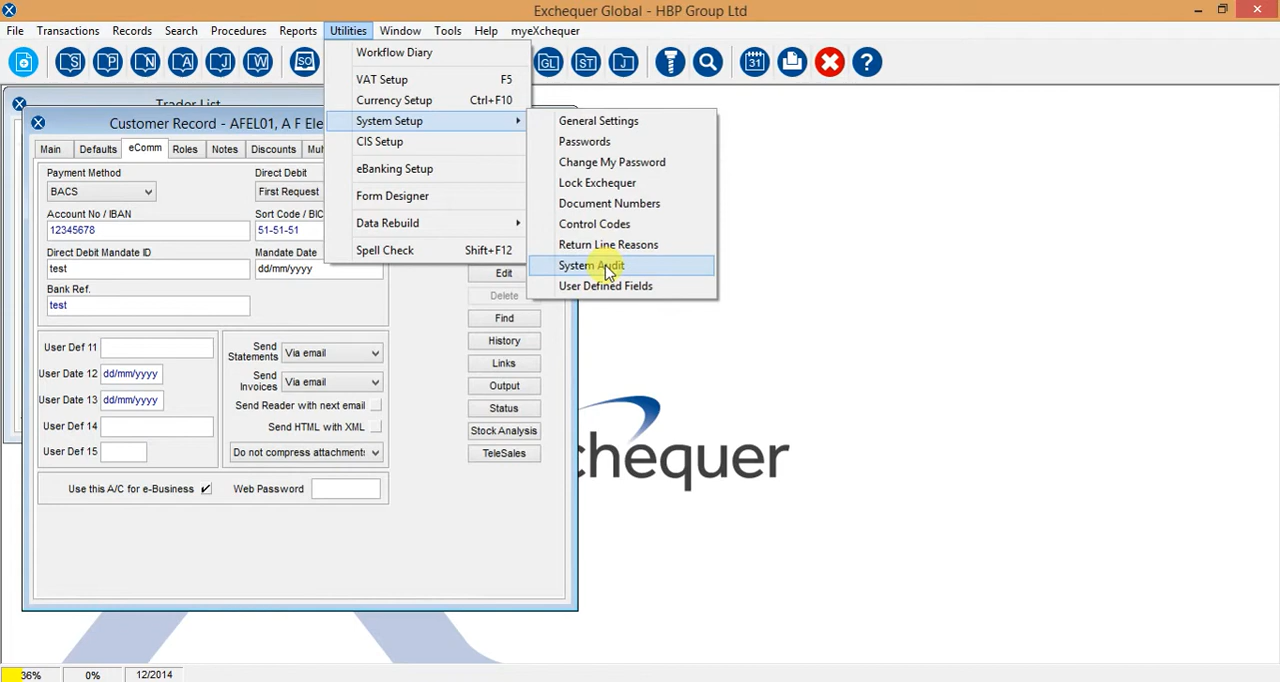 Exchequer Global - HBP Group Ltd
File Transactions Records Search Procedures Reports Utilities Window Tools Help myeXchequer
S P N A J W SO GL ST J 31 ?
Workflow Diary
VAT Setup F5
Currency Setup Ctrl+F10
System Setup
CIS Setup
eBanking Setup
Form Designer
Data Rebuild
Spell Check Shift+F12
General Settings
Passwords
Change My Password
Lock Exchequer
Document Numbers
Control Codes
Return Line Reasons
System Audit
User Defined Fields
Trader List
Customer Record - AFEL01, A F Ele
Main Defaults eComm Roles Notes Discounts
Payment Method Direct Debit
BACS First Request
Account No / IBAN Sort Code / BIC
12345678 51-51-51
Direct Debit Mandate ID Mandate Date
test dd/mm/yyyy
Bank Ref.
test
Edit
Delete
Find
History
Links
Output
Status
Stock Analysis
TeleSales
User Def 11
User Date 12 dd/mm/yyyy
User Date 13 dd/mm/yyyy
User Def 14
User Def 15
Send Statements Via email
Send Invoices Via email
Send Reader with next email
Send HTML with XML
Do not compress attachment
Use this A/C for e-Business ✔ Web Password
chequer
36% 0% 12/2014